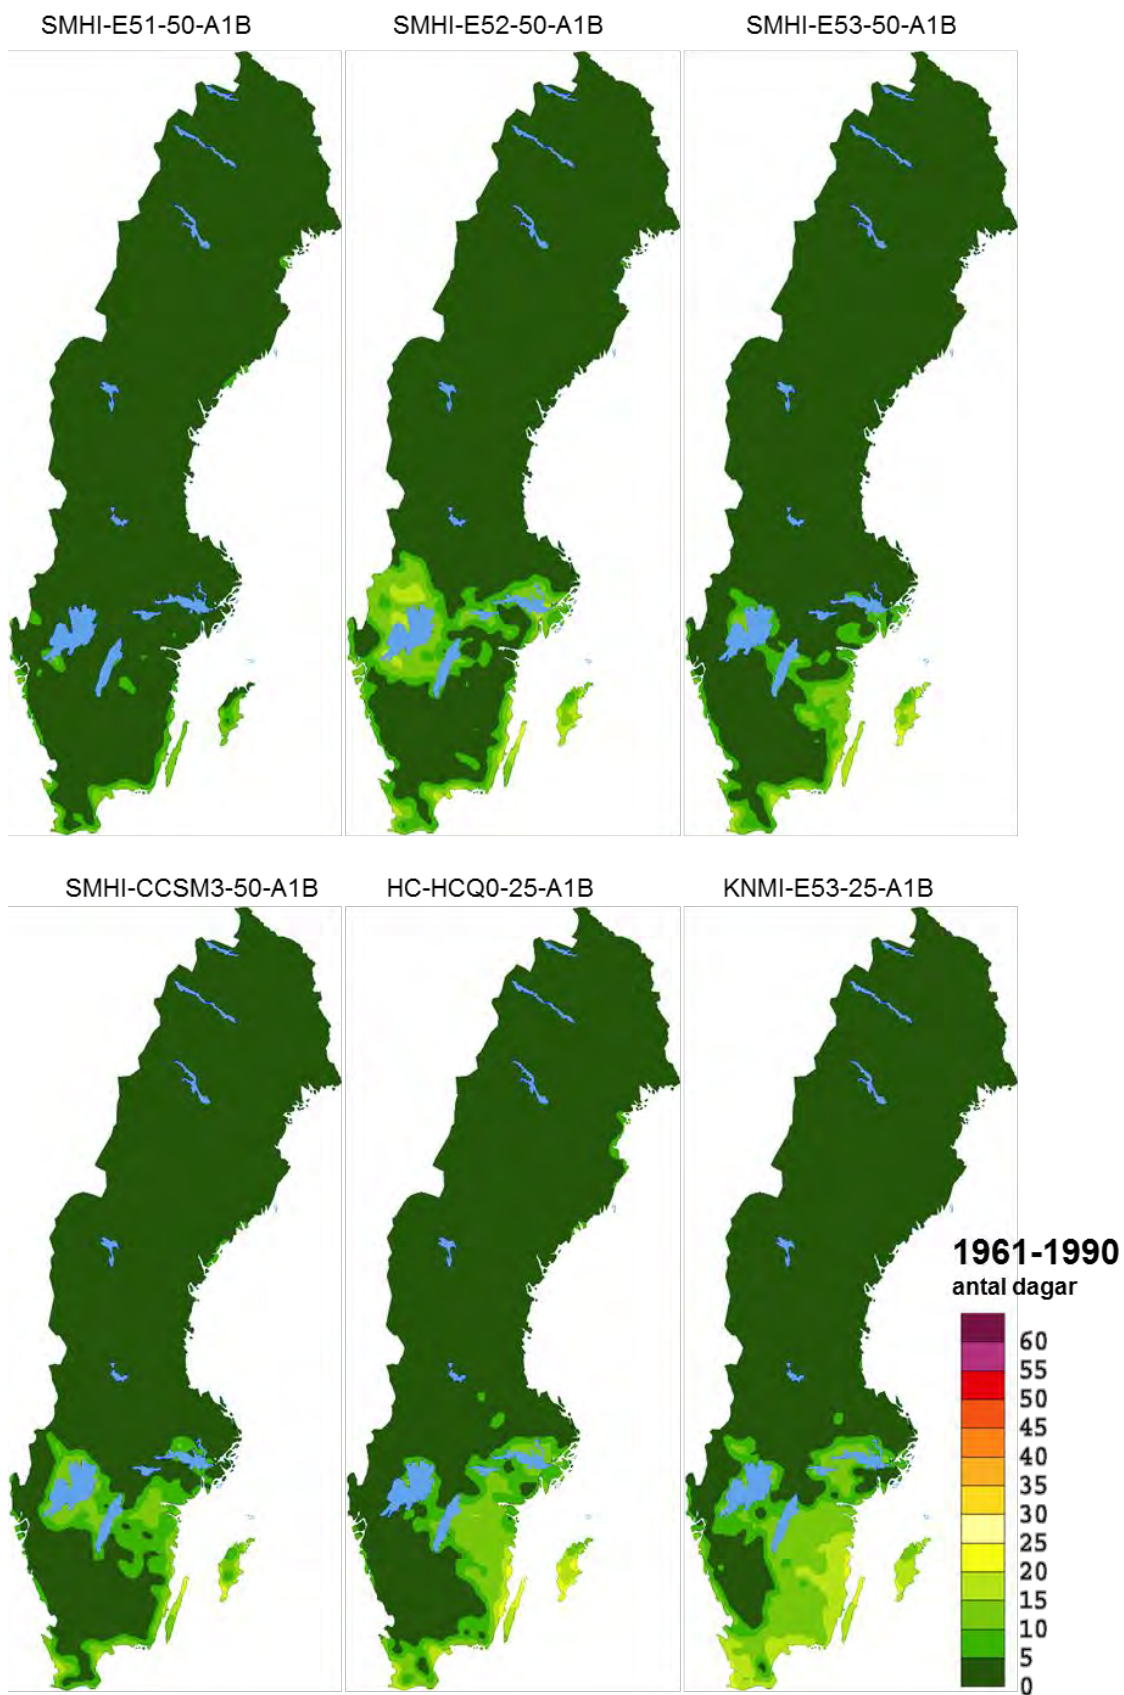 SMHI-E51-50-A1B
SMHI-E52-50-A1B
SMHI-E53-50-A1B
SMHI-CCSM3-50-A1B
HC-HCQ0-25-A1B
KNMI-E53-25-A1B
1961-1990
antal dagar
60
55
50
45
40
35
30
25
20
15
10
5
0